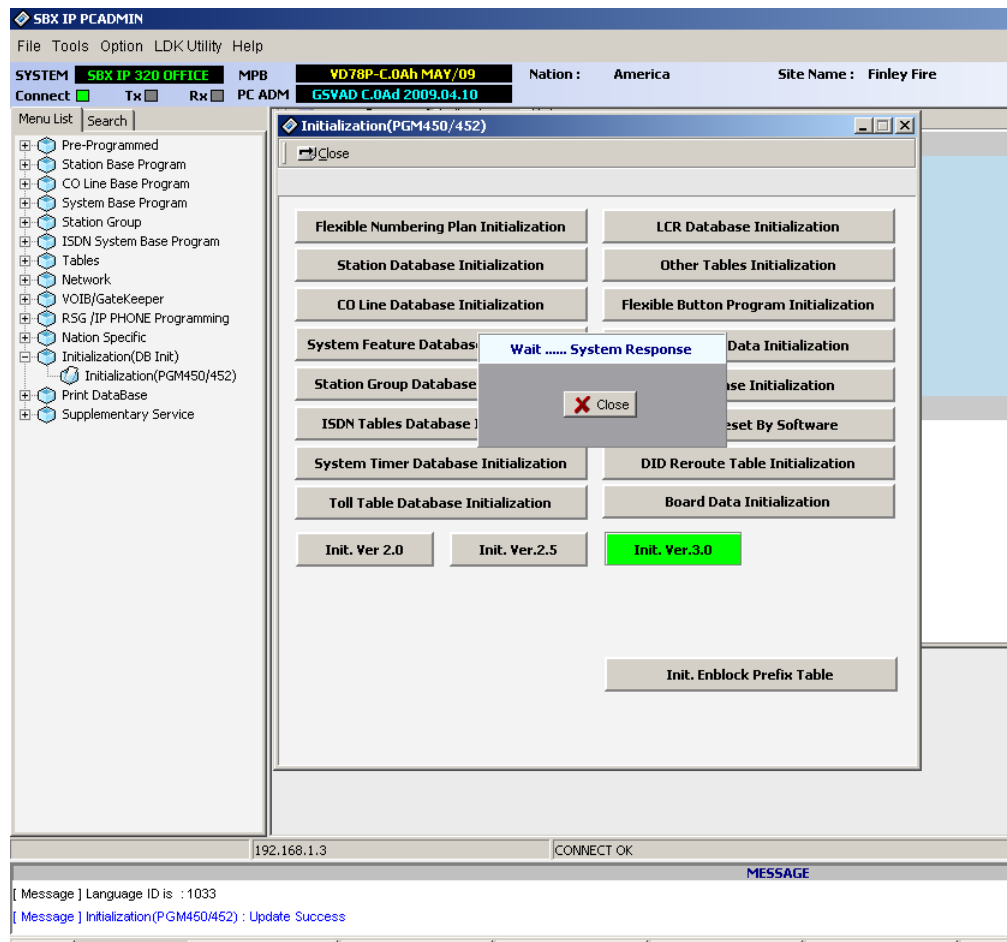 SBX IP PCADMIN
File Tools Option LDK Utility Help
SYSTEM SBX IP 320 OFFICE MPB VD78P-C.0Ah MAY/09 Nation : America Site Name : Finley Fire
Connect Tx Rx PC ADM GSVAD C.0Ad 2009.04.10
Menu List Search
Pre-Programmed
Station Base Program
CO Line Base Program
System Base Program
Station Group
ISDN System Base Program
Tables
Network
VOIB/GateKeeper
RSG /IP PHONE Programming
Nation Specific
Initialization(DB Init)
Initialization(PGM450/452)
Print DataBase
Supplementary Service
Initialization(PGM450/452)
Close
Flexible Numbering Plan Initialization LCR Database Initialization
Station Database Initialization Other Tables Initialization
CO Line Database Initialization Flexible Button Program Initialization
System Feature Databas Data Initialization
Wait ...... System Response
Station Group Database se Initialization
Close
ISDN Tables Database eset By Software
System Timer Database Initialization DID Reroute Table Initialization
Toll Table Database Initialization Board Data Initialization
Init. Ver 2.0 Init. Ver.2.5 Init. Ver.3.0
Init. Enblock Prefix Table
192.168.1.3 CONNECT OK
MESSAGE
[ Message ] Language ID is : 1033
[ Message ] Initialization(PGM450/452) : Update Success